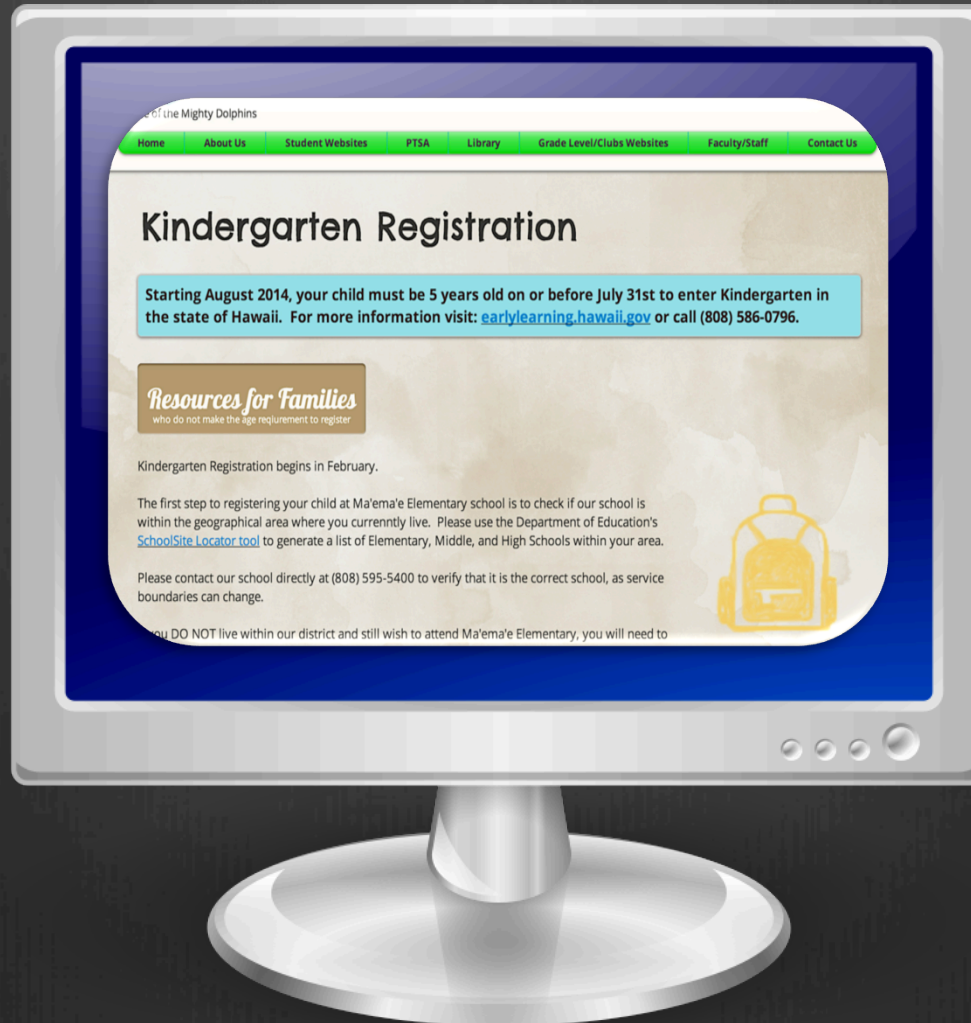 of the Mighty Dolphins
Home About Us Student Websites PTSA Library Grade Level/Clubs Websites Faculty/Staff Contact Us
Kindergarten Registration
Starting August 2014, your child must be 5 years old on or before July 31st to enter Kindergarten in
the state of Hawaii. For more information visit: earlylearning.hawaii.gov or call (808) 586-0796.
Resources for Families
who do not make the age reqiurement to register
Kindergarten Registration begins in February.
The first step to registering your child at Ma'ema'e Elementary school is to check if our school is
within the geographical area where you currenntly live. Please use the Department of Education's
SchoolSite Locator tool to generate a list of Elementary, Middle, and High Schools within your area.
Please contact our school directly at (808) 595-5400 to verify that it is the correct school, as service
boundaries can change.
you DO NOT live within our district and still wish to attend Ma'ema'e Elementary, you will need to